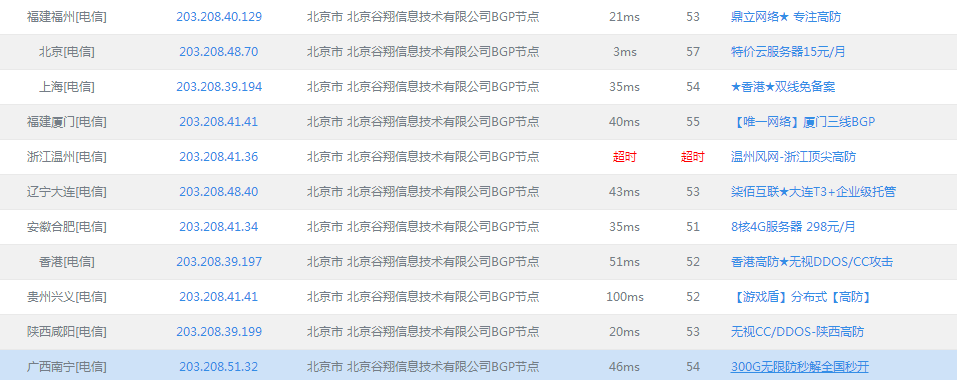 福建福州[电信] 203.208.40.129 北京市 北京谷翔信息技术有限公司BGP节点 21ms 53 鼎立网络★ 专注高防
北京[电信] 203.208.48.70 北京市 北京谷翔信息技术有限公司BGP节点 3ms 57 特价云服务器15元/月
上海[电信] 203.208.39.194 北京市 北京谷翔信息技术有限公司BGP节点 35ms 54 ★香港★双线免备案
福建厦门[电信] 203.208.41.41 北京市 北京谷翔信息技术有限公司BGP节点 40ms 55 【唯一网络】厦门三线BGP
浙江温州[电信] 203.208.41.36 北京市 北京谷翔信息技术有限公司BGP节点 超时 超时 温州风网-浙江顶尖高防
辽宁大连[电信] 203.208.48.40 北京市 北京谷翔信息技术有限公司BGP节点 43ms 53 柒佰互联★大连T3+企业级托管
安徽合肥[电信] 203.208.41.34 北京市 北京谷翔信息技术有限公司BGP节点 35ms 51 8核4G服务器 298元/月
香港[电信] 203.208.39.197 北京市 北京谷翔信息技术有限公司BGP节点 51ms 52 香港高防★无视DDOS/CC攻击
贵州兴义[电信] 203.208.41.41 北京市 北京谷翔信息技术有限公司BGP节点 100ms 52 【游戏盾】分布式【高防】
陕西咸阳[电信] 203.208.39.199 北京市 北京谷翔信息技术有限公司BGP节点 20ms 53 无视CC/DDOS-陕西高防
广西南宁[电信] 203.208.51.32 北京市 北京谷翔信息技术有限公司BGP节点 46ms 54 300G无限防秒解全国秒开